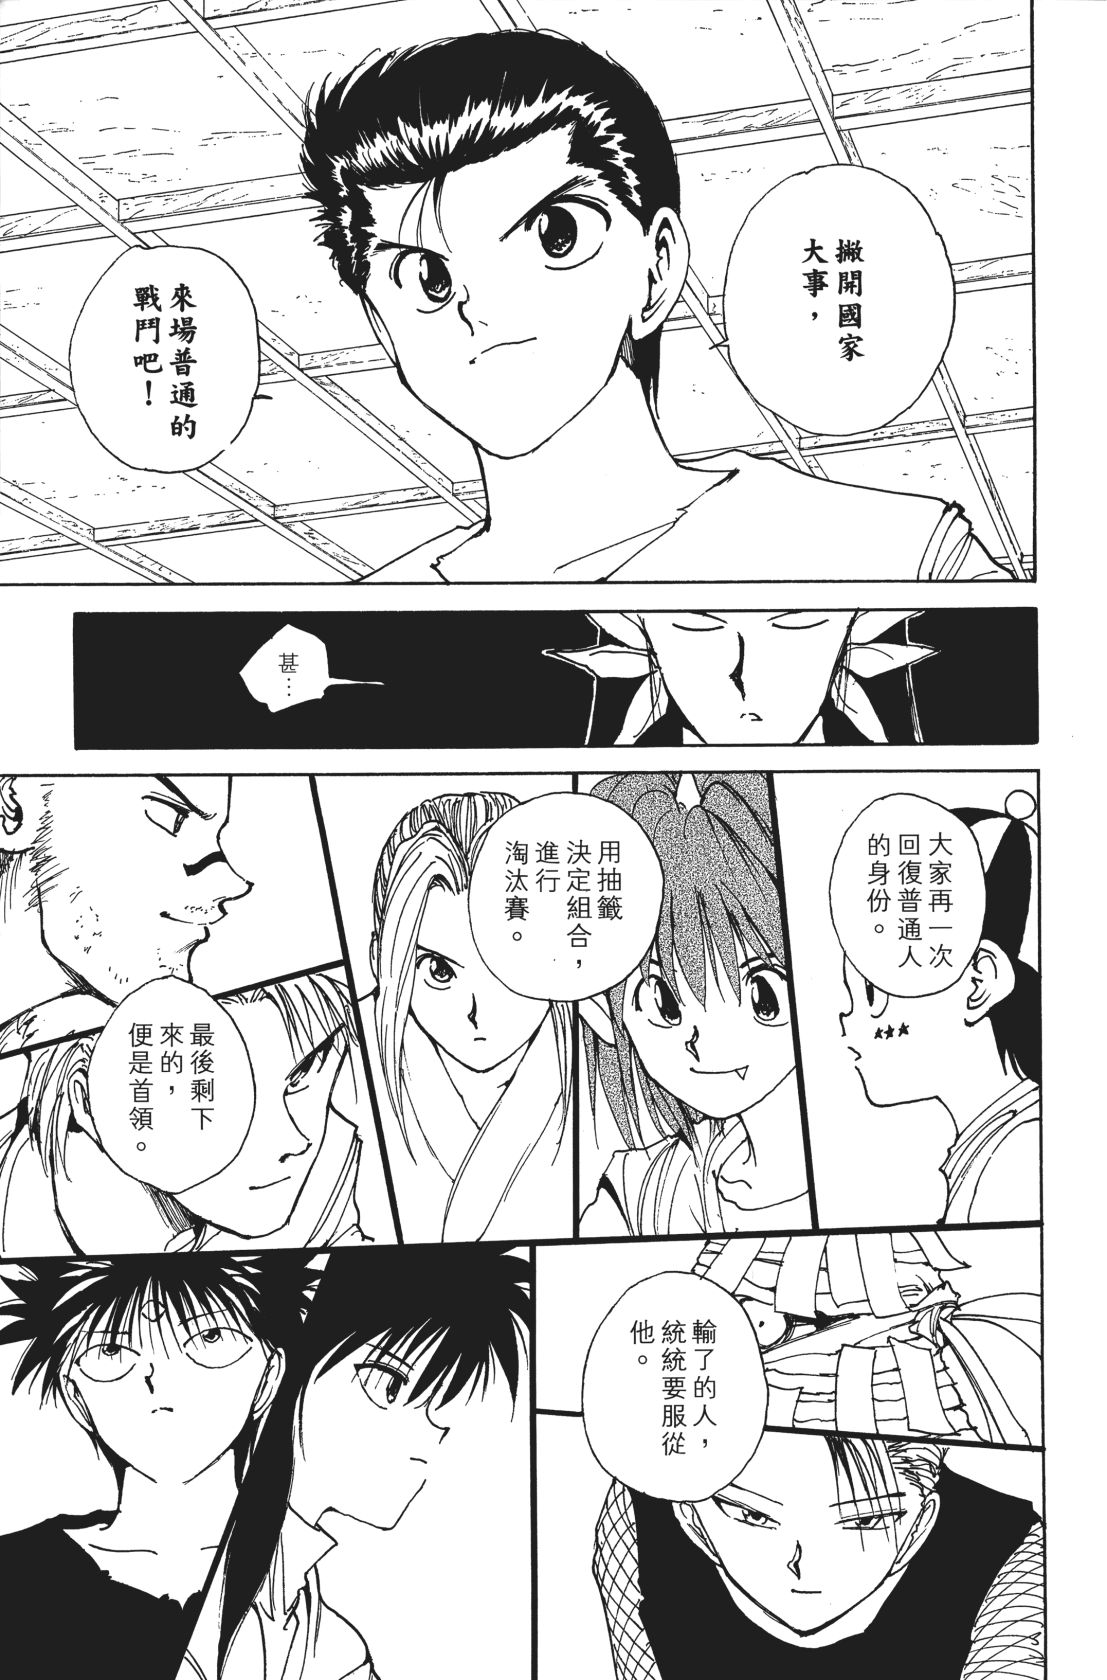 撇開國家
大事，
來場普通的
戰鬥吧！
甚…
大家再一次
回復普通人
的身份。
用抽籤
決定組合，
進行
淘汰賽。
最後剩下
來的，
便是首領。
輸了的人，
統統要服從
他。